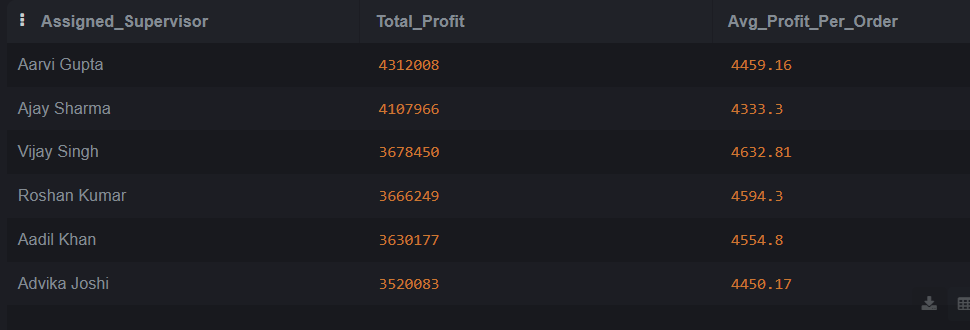 Assigned_Supervisor Total_Profit Avg_Profit_Per_Order
Aarvi Gupta 4312008 4459.16
Ajay Sharma 4107966 4333.3
Vijay Singh 3678450 4632.81
Roshan Kumar 3666249 4594.3
Aadil Khan 3630177 4554.8
Advika Joshi 3520083 4450.17